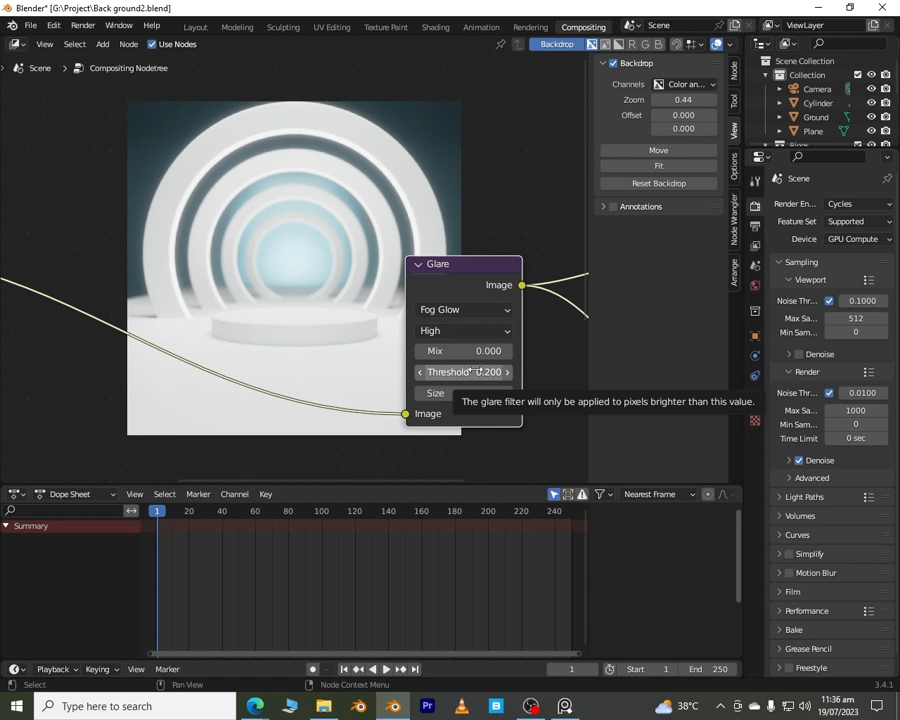 Blender* [G:\Project\Back ground2.blend]
File Edit Render Window Help Layout Modeling Sculpting UV Editing Texture Paint Shading Animation Rendering Compositing Scene ViewLayer
View Select Add Node Use Nodes Backdrop R G B
Scene Compositing Nodetree
Backdrop
Channels Color an...
Zoom 0.44
Offset 0.000
0.000
Move
Fit
Reset Backdrop
Annotations
Node
Tool
View
Options
Node Wrangler
Arrange
Scene Collection
Collection
Camera
Cylinder
Ground
Plane
Scene
Render En... Cycles
Feature Set Supported
Device GPU Compute
Sampling
Viewport
Noise Thr... 0.1000
Max Sa... 512
Min Sam... 0
Denoise
Render
Noise Thr... 0.0100
Max Sa... 1000
Min Sam... 0
Time Limit 0 sec
Denoise
Advanced
Light Paths
Volumes
Curves
Simplify
Motion Blur
Film
Performance
Bake
Grease Pencil
Freestyle
Glare
Image
Fog Glow
High
Mix 0.000
Threshold
Size
The glare filter will only be applied to pixels brighter than this value.
Image
Dope Sheet View Select Marker Channel Key Nearest Frame
1 20 40 60 80 100 120 140 160 180 200 220 240
Summary
Playback Keying View Marker 1 Start 1 End 250
Select Pan View Node Context Menu 3.4.1
Type here to search Pr B 38°C 11:36 am
19/07/2023